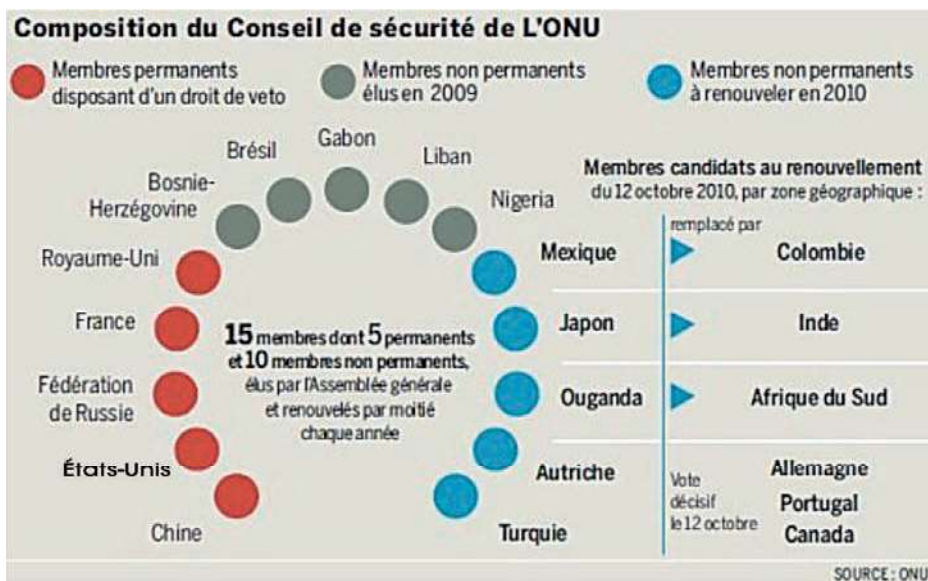 Composition du Conseil de sécurité de L'ONU
Membres permanents
disposant d'un droit de veto
Membres non permanents
élus en 2009
Membres non permanents
à renouveler en 2010
Gabon
Brésil
Liban
Bosnie-
Herzégovine
Nigeria
Royaume-Uni
France
Fédération
de Russie
États-Unis
Chine
15 membres dont 5 permanents
et 10 membres non permanents,
élus par l'Assemblée générale
et renouvelés par moitié
chaque année
Membres candidats au renouvellement
du 12 octobre 2010, par zone géographique :
remplacé par
Mexique
Colombie
Japon
Inde
Ouganda
Afrique du Sud
Autriche
Turquie
Vote
décisif
le 12 octobre
Allemagne
Portugal
Canada
SOURCE : ONU